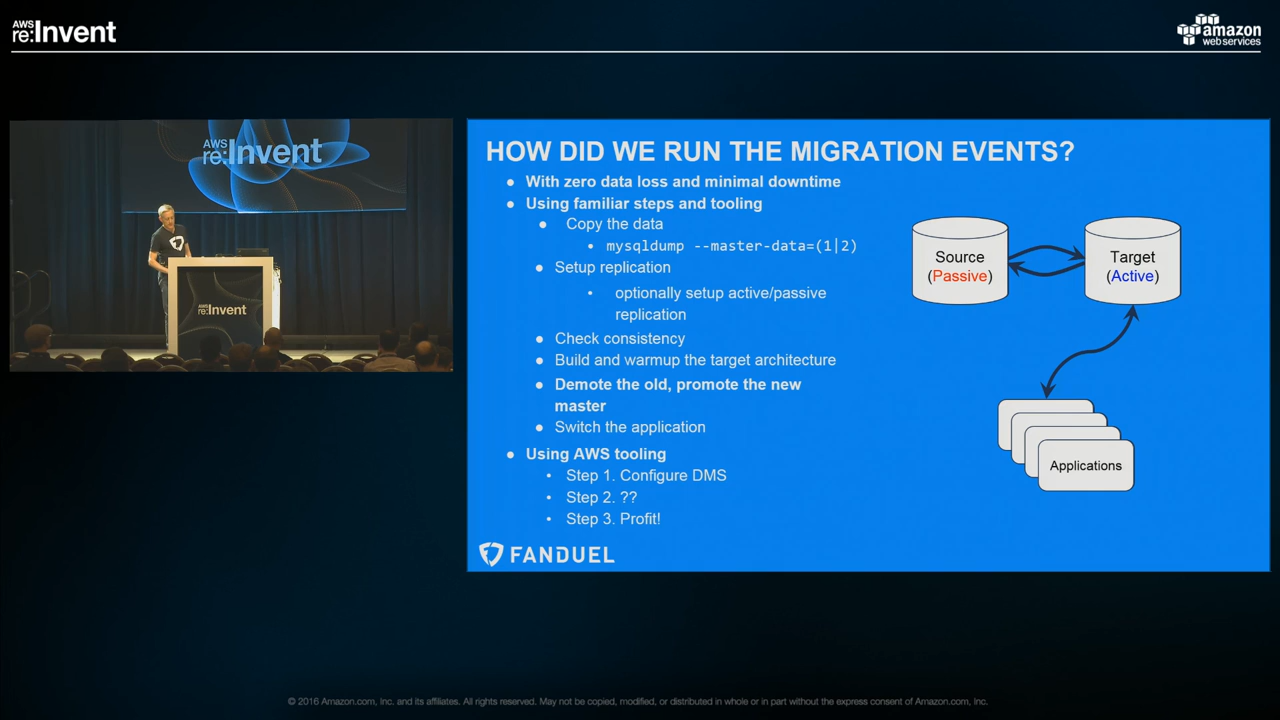 AWS
re:Invent
amazon
web services
AWS
re:Invent
AWS
re:Invent
HOW DID WE RUN THE MIGRATION EVENTS?
• With zero data loss and minimal downtime
• Using familiar steps and tooling
• Copy the data
• mysqldump --master-data=(1|2)
• Setup replication
• optionally setup active/passive
replication
• Check consistency
• Build and warmup the target architecture
• Demote the old, promote the new
master
• Switch the application
• Using AWS tooling
• Step 1. Configure DMS
• Step 2. ??
• Step 3. Profit!
Source
(Passive)
Target
(Active)
Applications
FANDUEL
© 2016 Amazon.com, Inc. and its affiliates. All rights reserved. May not be copied, modified, or distributed in whole or in part without the express consent of Amazon.com, Inc.